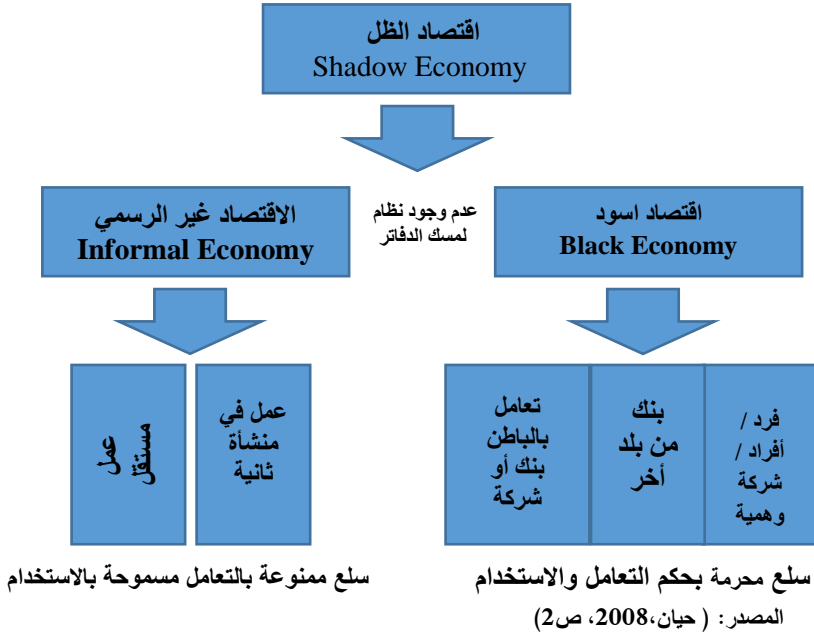 اقتصاد الظل
Shadow Economy
اقتصاد اسود
Black Economy
عدم وجود نظام
لمسك الدفاتر
الاقتصاد غير الرسمي
Informal Economy
فرد /
أفراد /
شركة
وهمية
بنك
من بلد
أخر
تعامل
بالباطن
بنك أو
شركة
عمل في
منشأة
ثانية
عمل
مستقل
سلع محرمة بحكم التعامل والاستخدام
سلع ممنوعة بالتعامل مسموحة بالاستخدام
المصدر: ( حيان،2008، ص2)